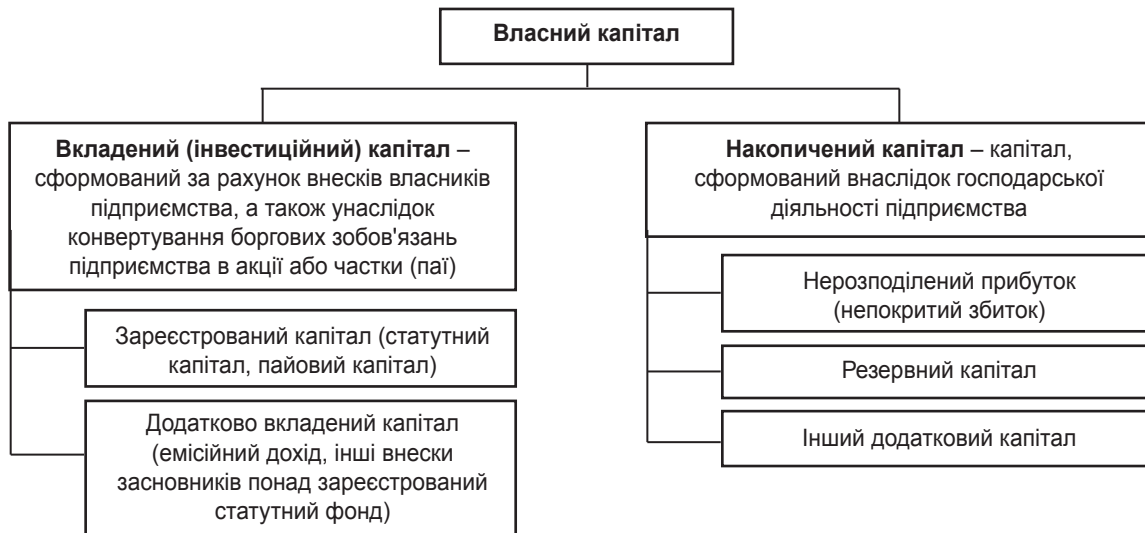 Власний капітал
Вкладений (інвестиційний) капітал –
сформований за рахунок внесків власників
підприємства, а також унаслідок
конвертування боргових зобов'язань
підприємства в акції або частки (паї)
Зареєстрований капітал (статутний
капітал, пайовий капітал)
Додатково вкладений капітал
(емісійний дохід, інші внески
засновників понад зареєстрований
статутний фонд)
Накопичений капітал – капітал,
сформований внаслідок господарської
діяльності підприємства
Нерозподілений прибуток
(непокритий збиток)
Резервний капітал
Інший додатковий капітал